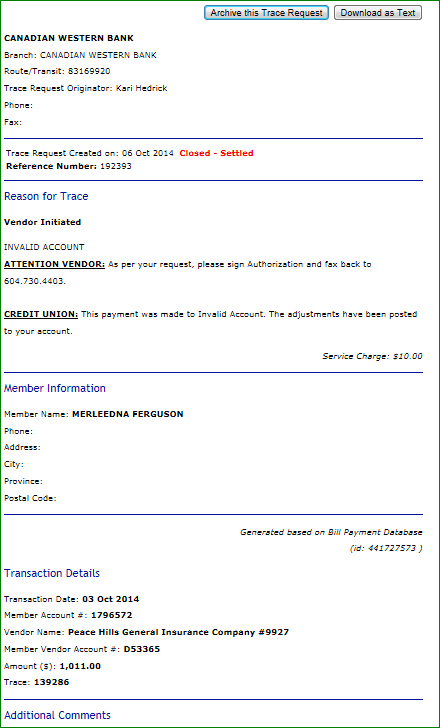 Archive this Trace Request Download as Text
CANADIAN WESTERN BANK
Branch: CANADIAN WESTERN BANK
Route/Transit: 83169920
Trace Request Originator: Kari Hedrick
Phone:
Fax:
Trace Request Created on: 06 Oct 2014 Closed - Settled
Reference Number: 192393
Reason for Trace
Vendor Initiated
INVALID ACCOUNT
ATTENTION VENDOR: As per your request, please sign Authorization and fax back to
604.730.4403.
CREDIT UNION: This payment was made to Invalid Account. The adjustments have been posted
to your account.
Service Charge: $10.00
Member Information
Member Name: MERLEEDNA FERGUSON
Phone:
Address:
City:
Province:
Postal Code:
Generated based on Bill Payment Database
(id: 441727573 )
Transaction Details
Transaction Date: 03 Oct 2014
Member Account #: 1796572
Vendor Name: Peace Hills General Insurance Company #9927
Member Vendor Account #: D53365
Amount ($): 1,011.00
Trace: 139286
Additional Comments